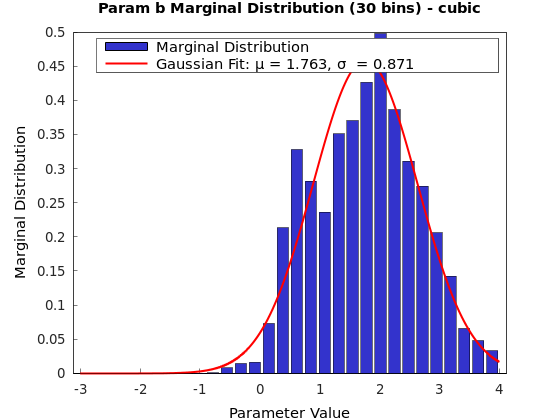 Param b Marginal Distribution (30 bins) - cubic
Marginal Distribution
Gaussian Fit: μ = 1.763, σ = 0.871
0.5
0.45
0.4
0.35
0.3
0.25
0.2
0.15
0.1
0.05
0
Marginal Distribution
-3 -2 -1 0 1 2 3 4
Parameter Value